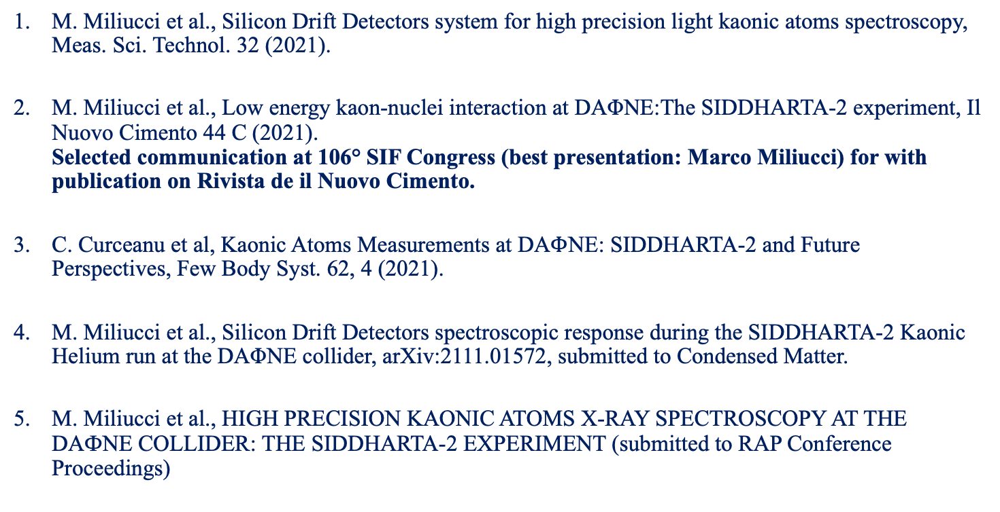 1. M. Miliucci et al., Silicon Drift Detectors system for high precision light kaonic atoms spectroscopy,
Meas. Sci. Technol. 32 (2021).
2. M. Miliucci et al., Low energy kaon-nuclei interaction at DAΦNE:The SIDDHARTA-2 experiment, Il
Nuovo Cimento 44 C (2021).
Selected communication at 106° SIF Congress (best presentation: Marco Miliucci) for with
publication on Rivista de il Nuovo Cimento.
3. C. Curceanu et al, Kaonic Atoms Measurements at DAΦNE: SIDDHARTA-2 and Future
Perspectives, Few Body Syst. 62, 4 (2021).
4. M. Miliucci et al., Silicon Drift Detectors spectroscopic response during the SIDDHARTA-2 Kaonic
Helium run at the DAΦNE collider, arXiv:2111.01572, submitted to Condensed Matter.
5. M. Miliucci et al., HIGH PRECISION KAONIC ATOMS X-RAY SPECTROSCOPY AT THE
DAΦNE COLLIDER: THE SIDDHARTA-2 EXPERIMENT (submitted to RAP Conference
Proceedings)